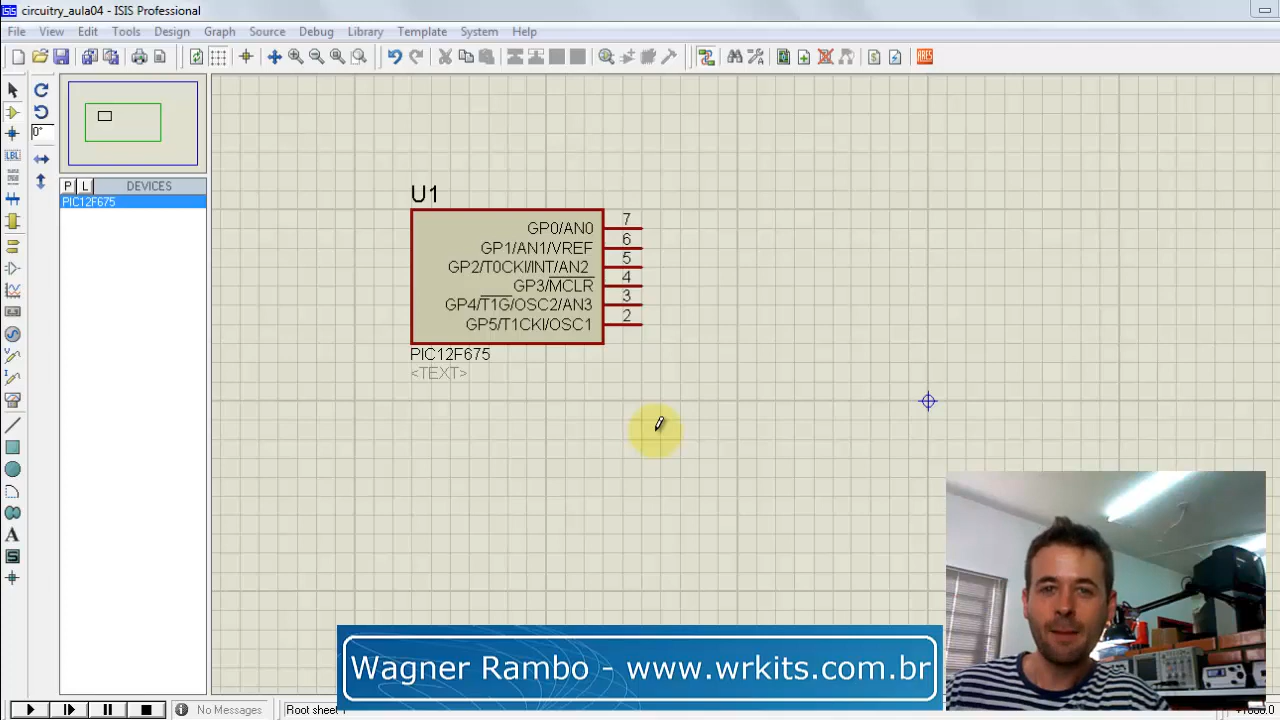 circuitry_aula04 - ISIS Professional
File View Edit Tools Design Graph Source Debug Library Template System Help
ARES
0°
LBL
P L DEVICES
PIC12F675
A
S
U1
GP0/AN0 7
GP1/AN1/VREF 6
GP2/T0CKI/INT/AN2 5
GP3/MCLR 4
GP4/T1G/OSC2/AN3 3
GP5/T1CKI/OSC1 2
PIC12F675
<TEXT>
Wagner Rambo - www.wrkits.com.br
No Messages
Root sheet